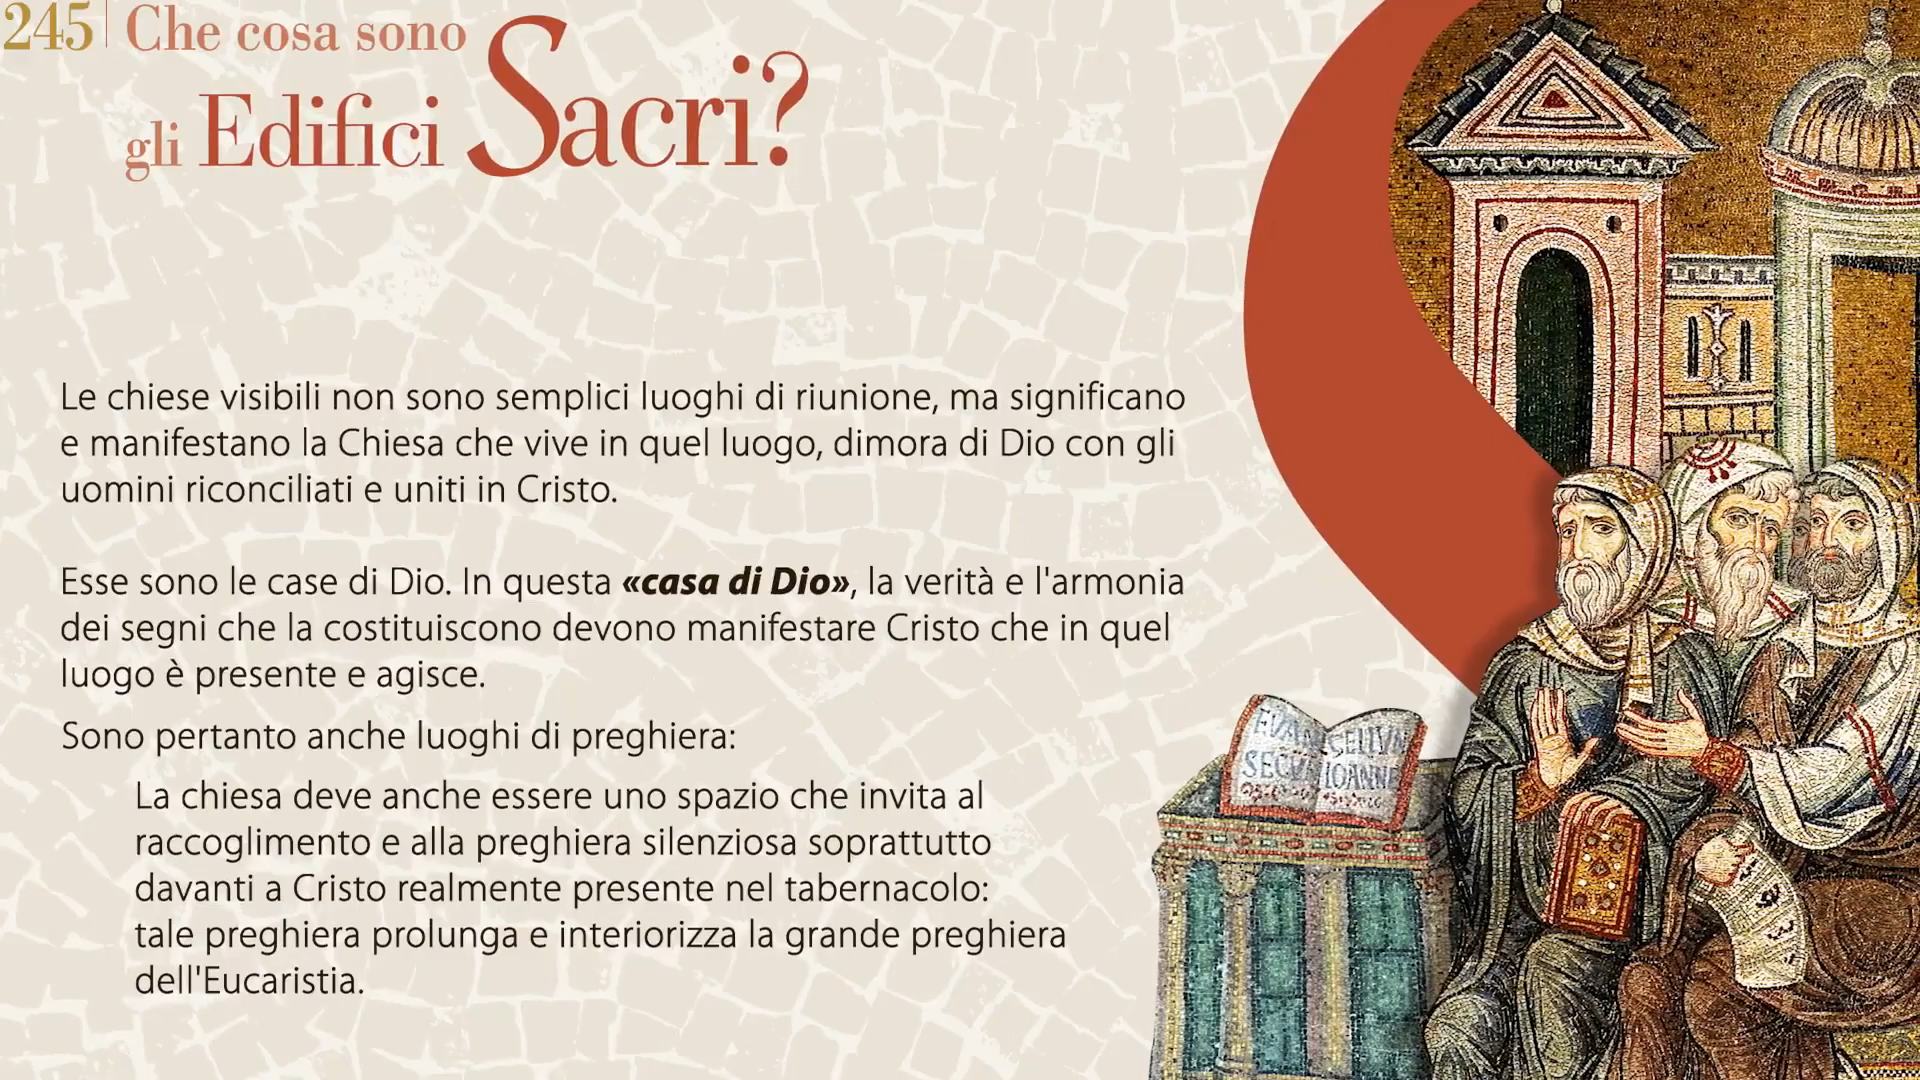 245 Che cosa sono
gli Edifici Sacri?
Le chiese visibili non sono semplici luoghi di riunione, ma significano
e manifestano la Chiesa che vive in quel luogo, dimora di Dio con gli
uomini riconciliati e uniti in Cristo.
Esse sono le case di Dio. In questa «casa di Dio», la verità e l'armonia
dei segni che la costituiscono devono manifestare Cristo che in quel
luogo è presente e agisce.
Sono pertanto anche luoghi di preghiera:
La chiesa deve anche essere uno spazio che invita al
raccoglimento e alla preghiera silenziosa soprattutto
davanti a Cristo realmente presente nel tabernacolo:
tale preghiera prolunga e interiorizza la grande preghiera
dell'Eucaristia.
EVAN GELIVM
SECV IOANNE